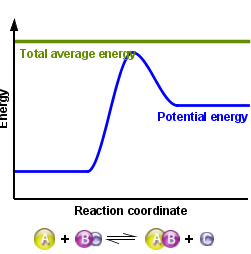 Total average energy
Potential energy
Energy
Reaction coordinate
A + BC ⇌ AB + C